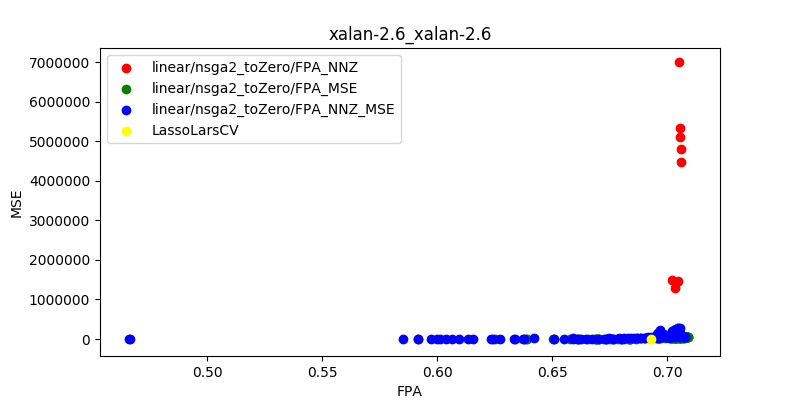 xalan-2.6_xalan-2.6
linear/nsga2_toZero/FPA_NNZ
linear/nsga2_toZero/FPA_MSE
linear/nsga2_toZero/FPA_NNZ_MSE
LassoLarsCV
MSE
7000000
6000000
5000000
4000000
3000000
2000000
1000000
0
0.50
0.55
0.60
0.65
0.70
FPA